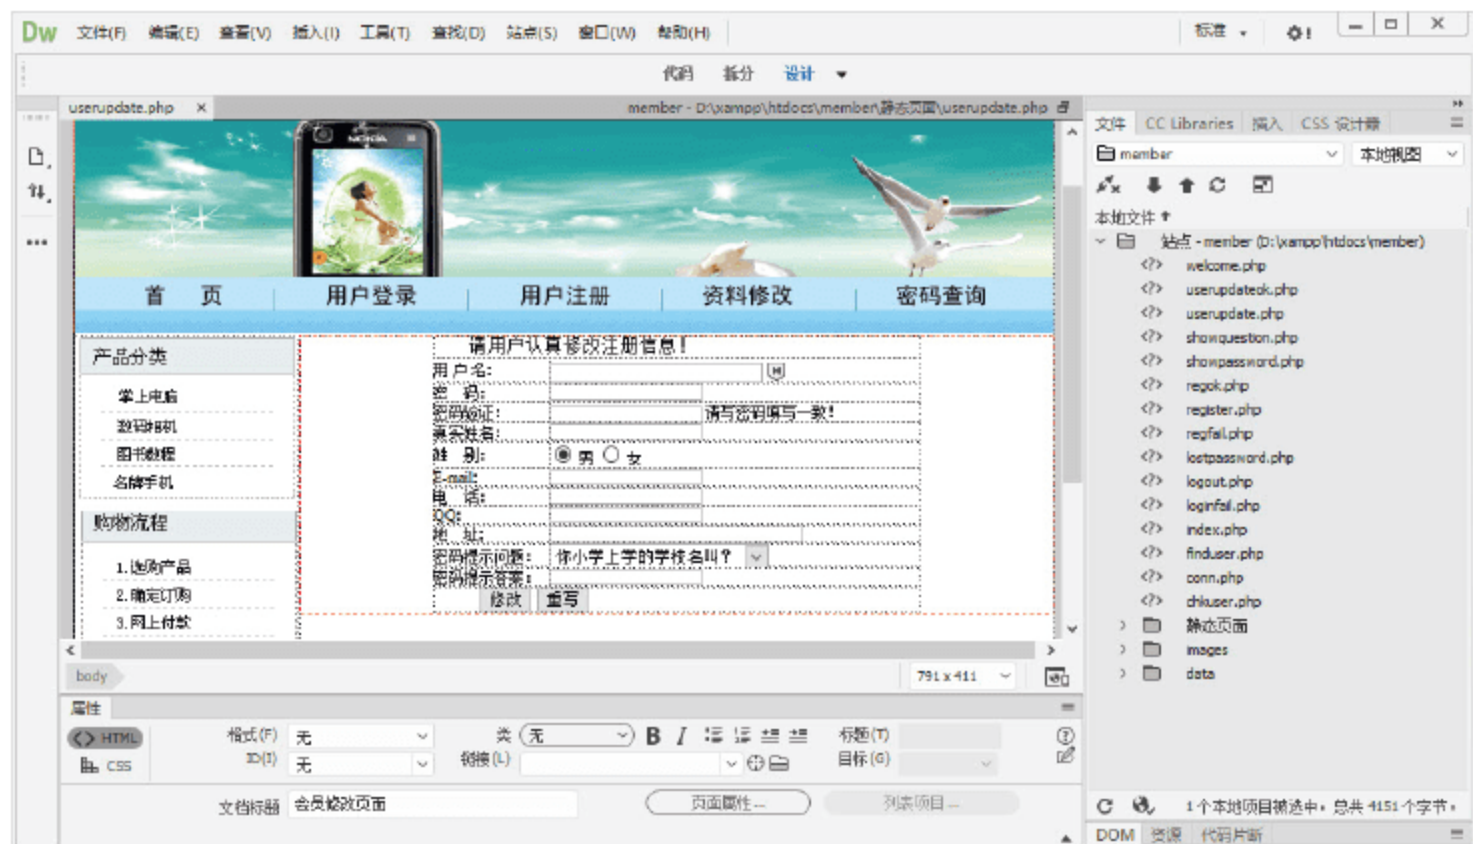 Dw 文件(F) 编辑(E) 查看(V) 插入(I) 工具(T) 查找(D) 站点(S) 窗口(W) 帮助(H) 标准
代码 拆分 设计
userupdate.php × member - D:\xampp\htdocs\member\静态页面\userupdate.php
文件 CC Libraries 插入 CSS 设计器
member 本地视图
本地文件
站点 - member (D:\xampp\htdocs\member)
welcome.php
userupdateok.php
userupdate.php
showquestion.php
showpassword.php
regok.php
register.php
regfail.php
lostpassword.php
logout.php
loginfail.php
index.php
finduser.php
conn.php
chkuser.php
静态页面
images
data
NOKIA
首 页 用户登录 用户注册 资料修改 密码查询
产品分类
掌上电脑
数码相机
图书教程
名牌手机
购物流程
1.选购产品
2.确定订购
3.网上付款
请用户认真修改注册信息！
用 户 名：
密 码：
密码验证： 请写密码填写一致！
真实姓名：
性 别： 男 女
E-mail：
电 话：
QQ：
地 址：
密码提示问题： 你小学上学的学校名叫？
密码提示答案：
修改 重写
body 791 x 411
属性
HTML 格式(F) 无 类 无 B I 标题(T)
CSS ID(I) 无 链接(L) 目标(G)
文档标题 会员修改页面 页面属性... 列表项目...
1 个本地项目被选中，总共 4151 个字节。
DOM 资源 代码片断